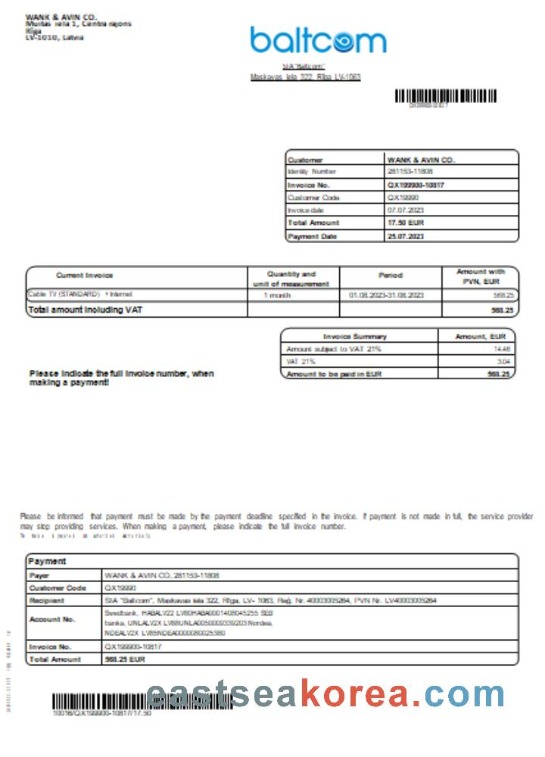 WANK & AVIN CO.
Muitas iela 1, Centra rajons
Rīga
LV-1010, Latvia
baltcom
SIA"Baltcom"
Maskavas iela 322, Rīga LV-1063
Customer WANK & AVIN CO.
Identity Number 281153-11808
Invoice No. QX199900-10817
Customer Code QX19990
Invoice date 07.07.2023
Total Amount 17.50 EUR
Payment Date 25.07.2023
Current Invoice Quantity and unit of measurement Period Amount with PVN, EUR
Cable TV (STANDARD) + Internet 1 month 01.08.2023-31.08.2023 568.25
Total amount including VAT 568.25
Invoice Summary Amount, EUR
Amount subject to VAT 21% 14.46
VAT 21% 3.04
Amount to be paid in EUR 568.25
Please indicate the full invoice number, when
making a payment!
Please be informed that payment must be made by the payment deadline specified in the invoice. If payment is not made in full, the service provider
may stop providing services. When making a payment, please indicate the full invoice number.
Payment
Payer WANK & AVIN CO, 281153-11808
Customer Code QX19990
Recipient SIA "Baltcom", Maskavas iela 322, Rīga, LV- 1063, Reģ. Nr. 40003005264, PVN Nr. LV40003005264
Account No. Swedbank, HABALV22 LV80HABA0001408045255 SEB
banka, UNLALV2X LV88UNLA0050009339203 Nordea,
NDEALV2X LV85NDEA0000080025380
Invoice No. QX199900-10817
Total Amount 568.25 EUR
10016/QX199900-10817/17.50
eastseakorea.com